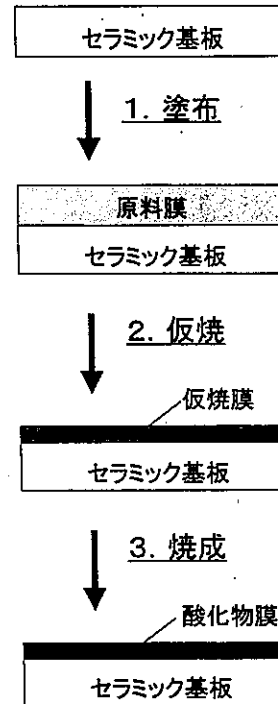 セラミック基板
1. 塗布
原料膜
セラミック基板
2. 仮焼
仮焼膜
セラミック基板
3. 焼成
酸化物膜
セラミック基板